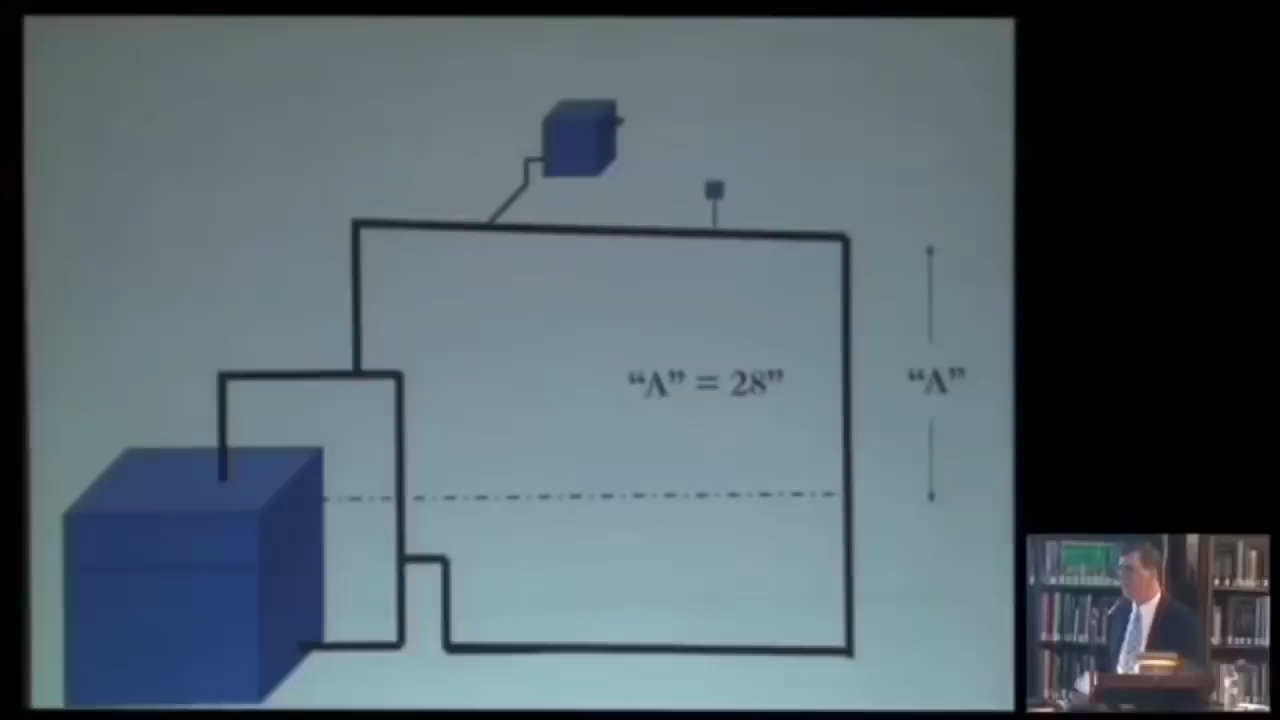 “A” = 28”
“A”